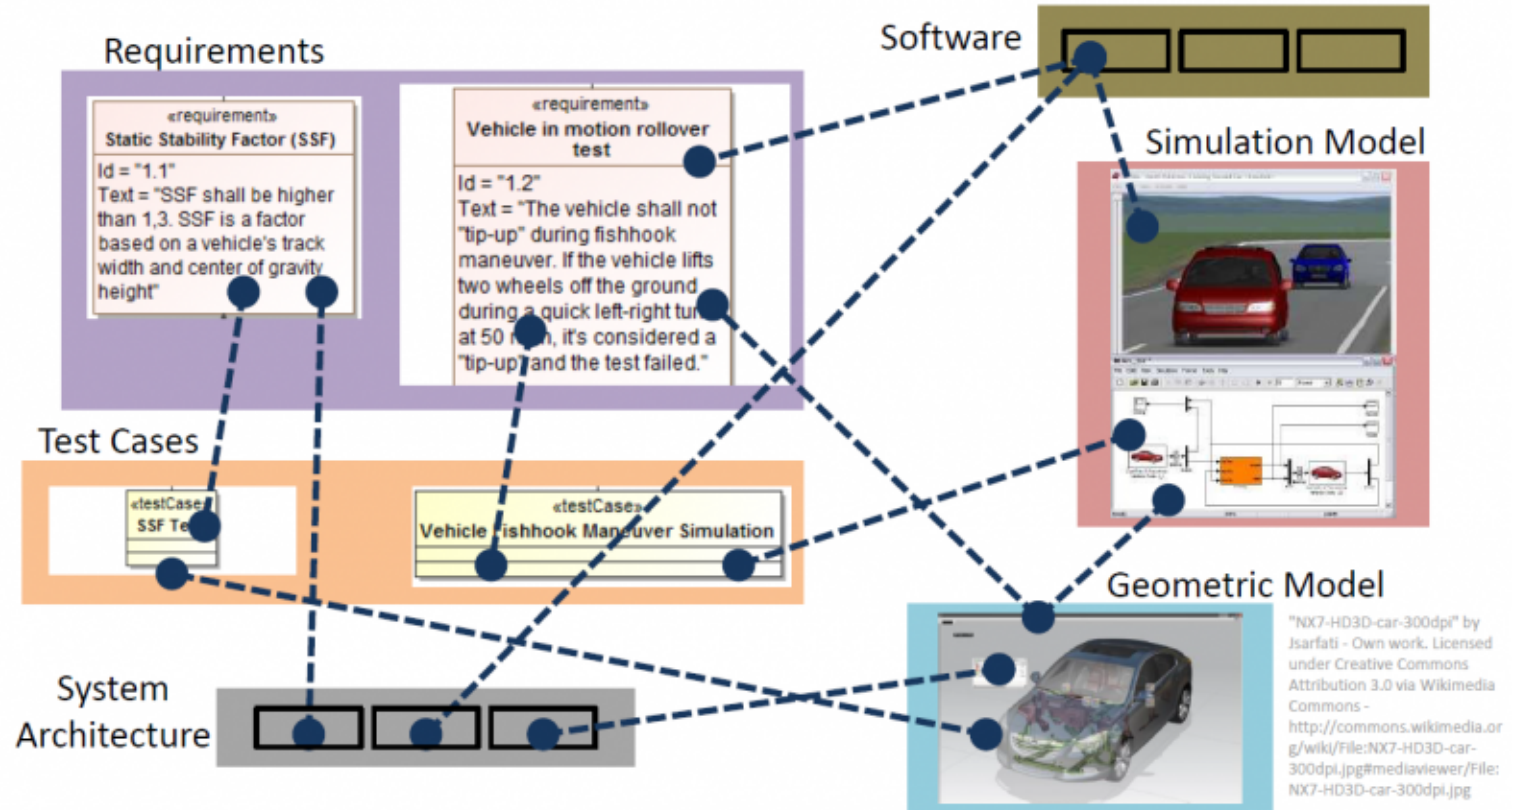 Requirements
«requirement»
Static Stability Factor (SSF)
Id = "1.1"
Text = "SSF shall be higher
than 1,3. SSF is a factor
based on a vehicle's track
width and center of gravity
height"
«requirement»
Vehicle in motion rollover
test
Id = "1.2"
Text = "The vehicle shall not
"tip-up" during fishhook
maneuver. If the vehicle lifts
two wheels off the ground
during a quick left-right
at 50 it's considered a
"tip-up" and the test failed."
Software
Simulation Model
Test Cases
«testCase»
SSF
«testCase»
Vehicle Fishhook Maneuver Simulation
System
Architecture
Geometric Model
"NX7-HD3D-car-300dpi" by
Jsarfati - Own work. Licensed
under Creative Commons
Attribution 3.0 via Wikimedia
Commons -
http://commons.wikimedia.or
g/wiki/File:NX7-HD3D-car-
300dpi.jpg#mediaviewer/File:
NX7-HD3D-car-300dpi.jpg